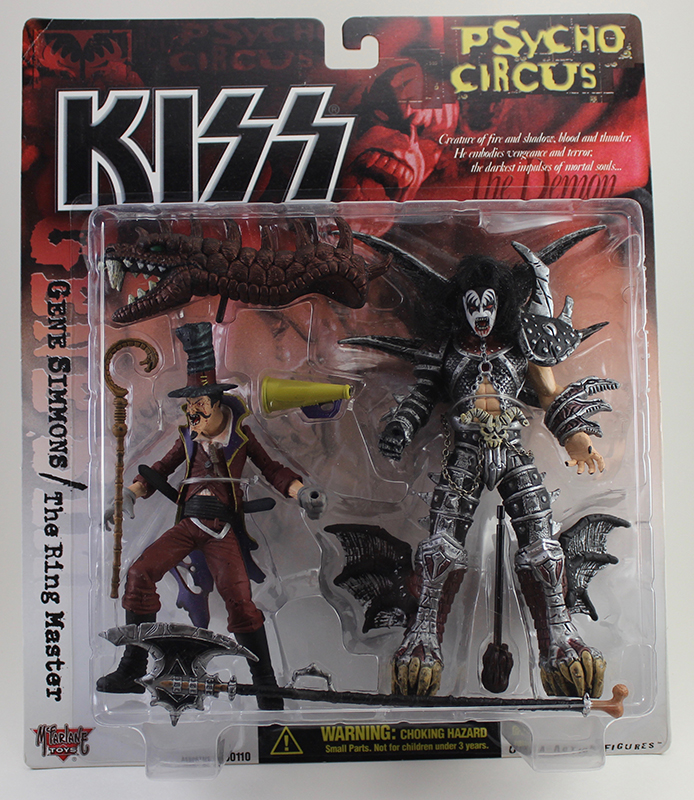 PSYCHO
CIRCUS
PSYCHO
CIRCUS
KISS®
Creature of fire and shadow, blood and thunder.
He embodies vengeance and terror,
the darkest impulses of mortal souls...
The Demon
GENE SIMMONS / The Ring Master
McFARLANE
TOYS
WARNING: CHOKING HAZARD
Small Parts. Not for children under 3 years.
FIGURES™